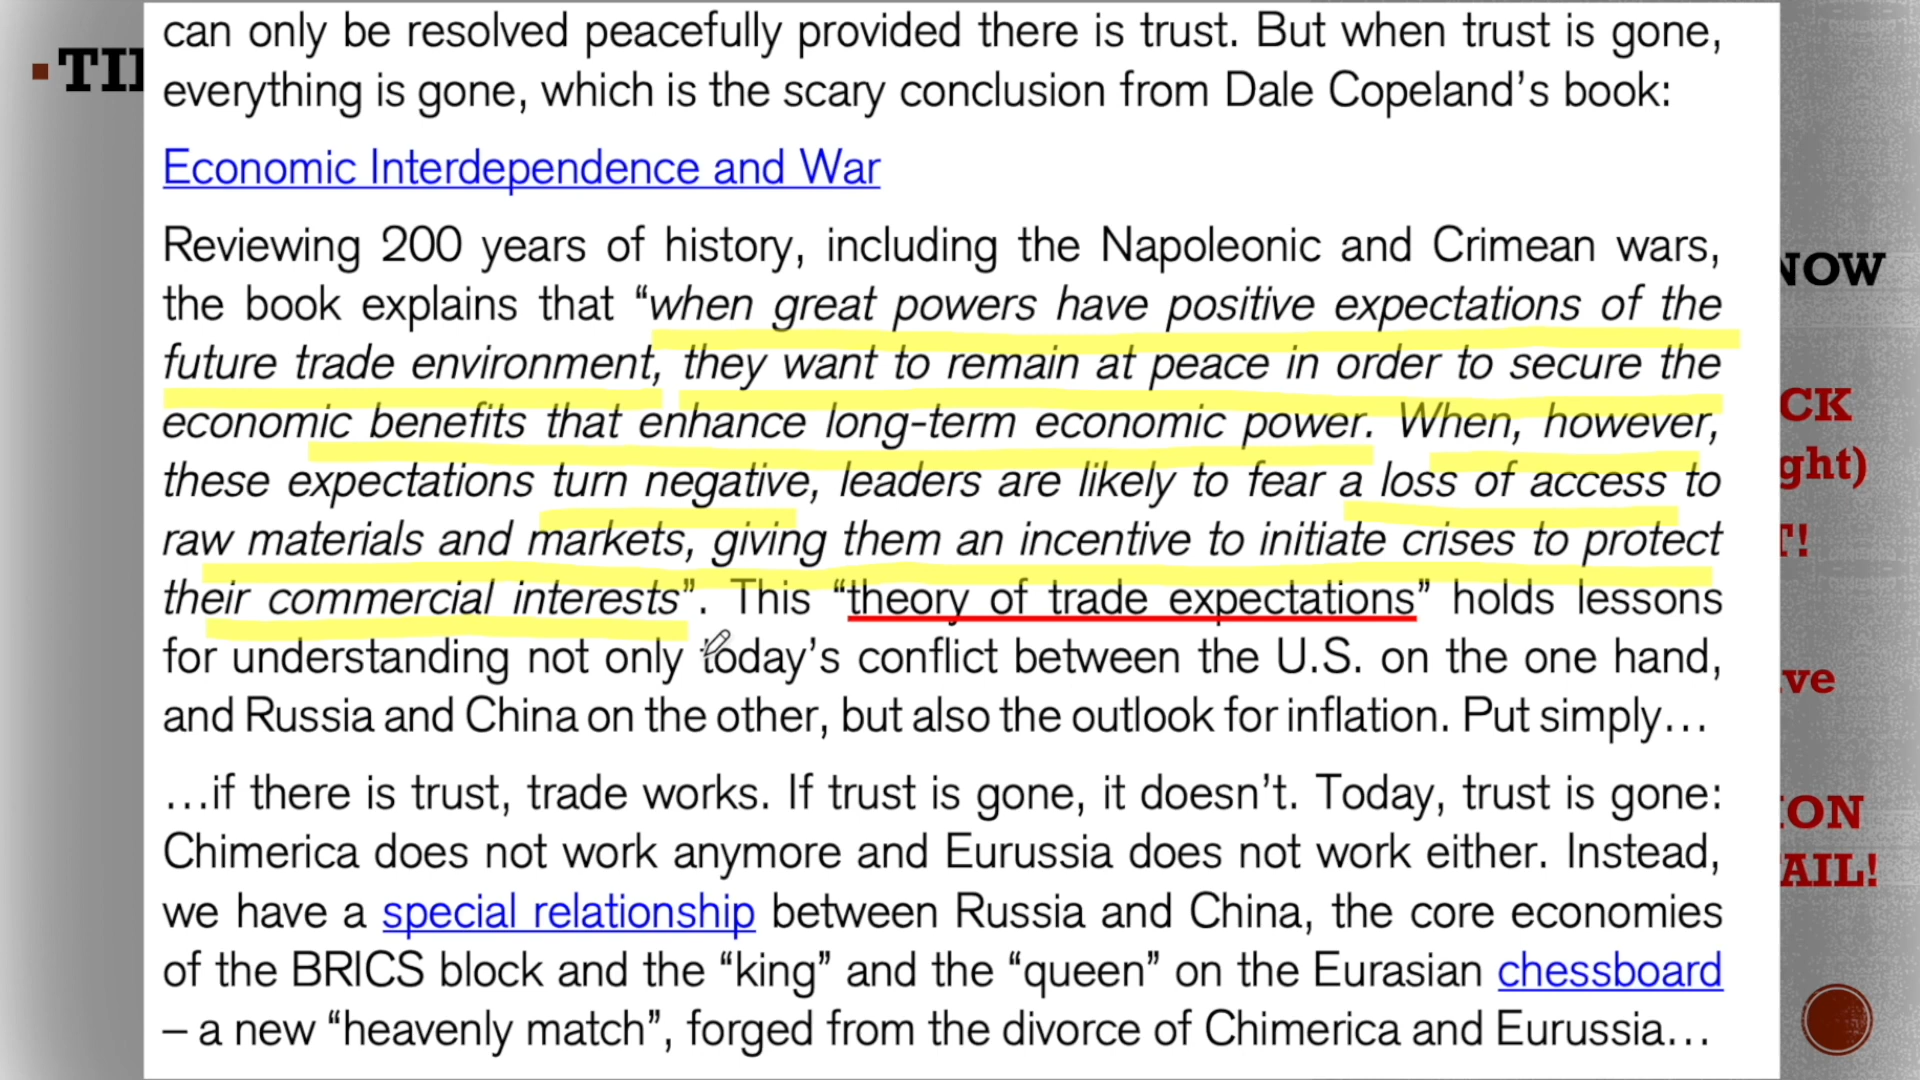 can only be resolved peacefully provided there is trust. But when trust is gone,
everything is gone, which is the scary conclusion from Dale Copeland’s book:
Economic Interdependence and War
Reviewing 200 years of history, including the Napoleonic and Crimean wars,
the book explains that “when great powers have positive expectations of the
future trade environment, they want to remain at peace in order to secure the
economic benefits that enhance long-term economic power. When, however,
these expectations turn negative, leaders are likely to fear a loss of access to
raw materials and markets, giving them an incentive to initiate crises to protect
their commercial interests”. This “theory of trade expectations” holds lessons
for understanding not only today’s conflict between the U.S. on the one hand,
and Russia and China on the other, but also the outlook for inflation. Put simply…
…if there is trust, trade works. If trust is gone, it doesn’t. Today, trust is gone:
Chimerica does not work anymore and Eurussia does not work either. Instead,
we have a special relationship between Russia and China, the core economies
of the BRICS block and the “king” and the “queen” on the Eurasian chessboard
– a new “heavenly match”, forged from the divorce of Chimerica and Eurussia…
NOW
CK
ght)
T!
ve
ION
AIL!